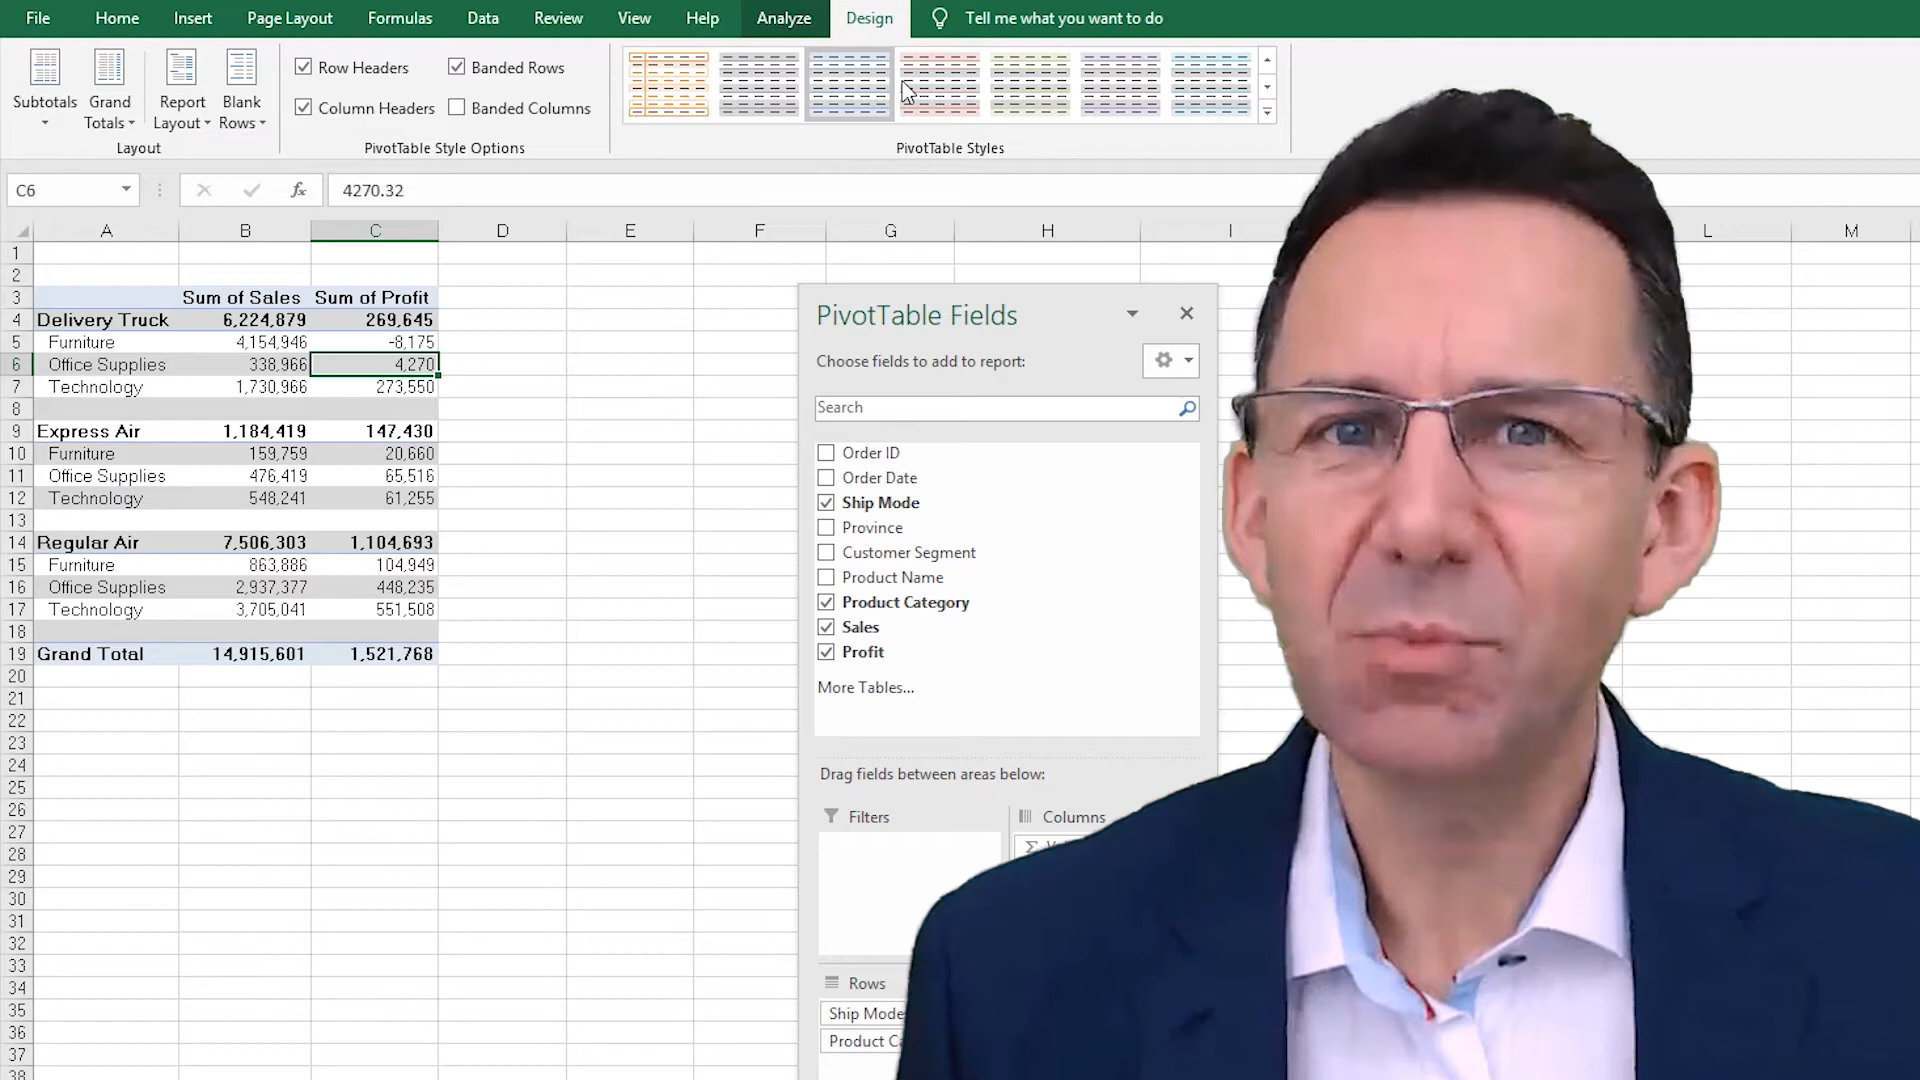 File Home Insert Page Layout Formulas Data Review View Help Analyze Design Tell me what you want to do
Subtotals Grand Totals Report Layout Blank Rows
Row Headers Banded Rows
Column Headers Banded Columns
Layout PivotTable Style Options PivotTable Styles
C6 fx 4270.32
A B C D E F G H I L M
1
2
3 Sum of Sales Sum of Profit
4 Delivery Truck 6,224,879 269,645
5 Furniture 4,154,946 -8,175
6 Office Supplies 338,966 4,270
7 Technology 1,730,966 273,550
8
9 Express Air 1,184,419 147,430
10 Furniture 159,759 20,660
11 Office Supplies 476,419 65,516
12 Technology 548,241 61,255
13
14 Regular Air 7,506,303 1,104,693
15 Furniture 863,886 104,949
16 Office Supplies 2,937,377 448,235
17 Technology 3,705,041 551,508
18
19 Grand Total 14,915,601 1,521,768
20
21
22
23
24
25
26
27
28
29
30
31
32
33
34
35
36
37
38
PivotTable Fields
Choose fields to add to report:
Search
Order ID
Order Date
Ship Mode
Province
Customer Segment
Product Name
Product Category
Sales
Profit
More Tables...
Drag fields between areas below:
Filters Columns
Rows
Ship Mode
Product